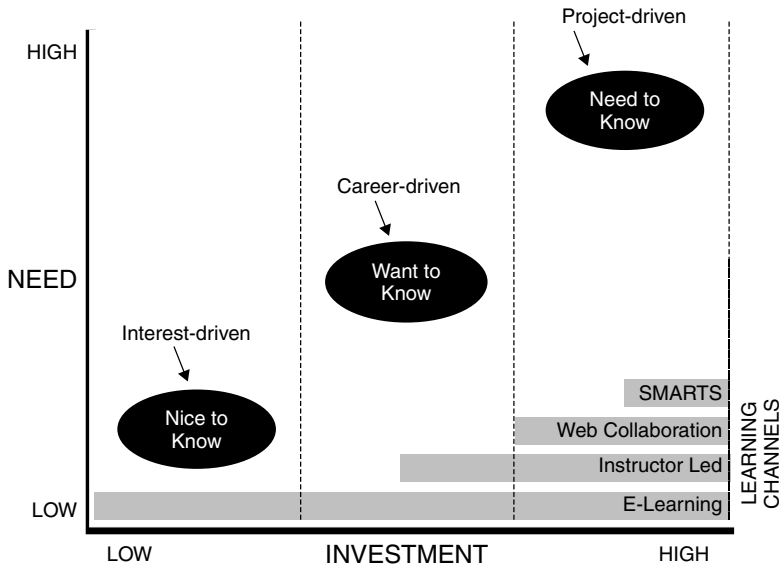 Project-driven
HIGH
Need to
Know
Career-driven
Want to
Know
NEED
Interest-driven
Nice to
Know
SMARTS
Web Collaboration
Instructor Led
E-Learning
LEARNING
CHANNELS
LOW
LOW
INVESTMENT
HIGH